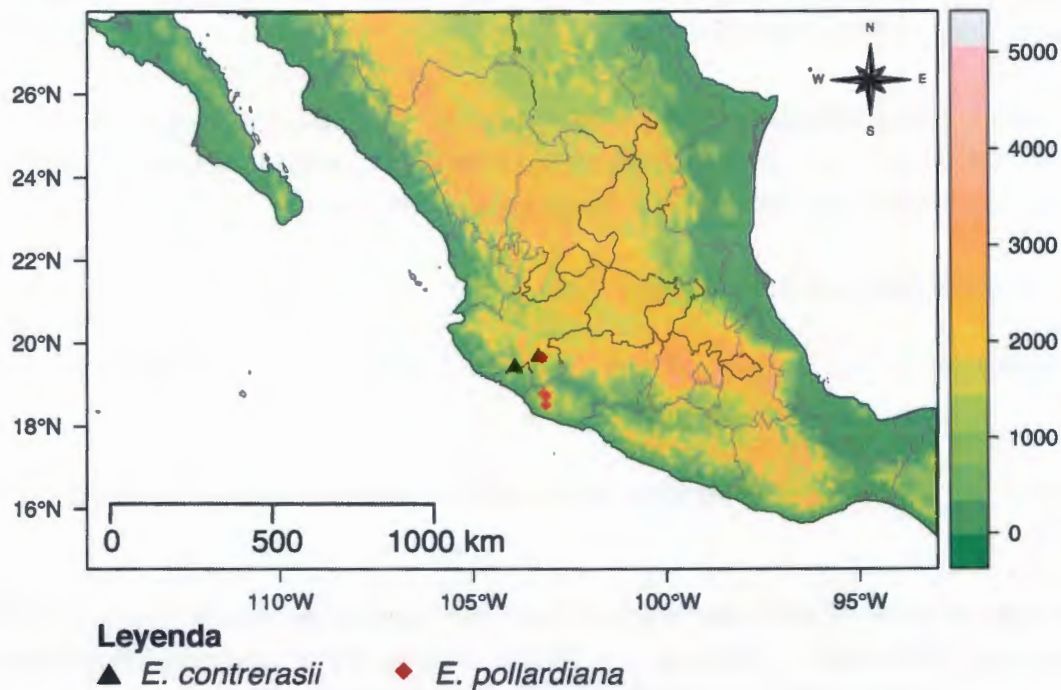 N
W E
S
26°N
24°N
22°N
20°N
18°N
16°N
5000
4000
3000
2000
1000
0
0 500 1000 km
110°W 105°W 100°W 95°W
Leyenda
E. contrerasii E. pollardiana